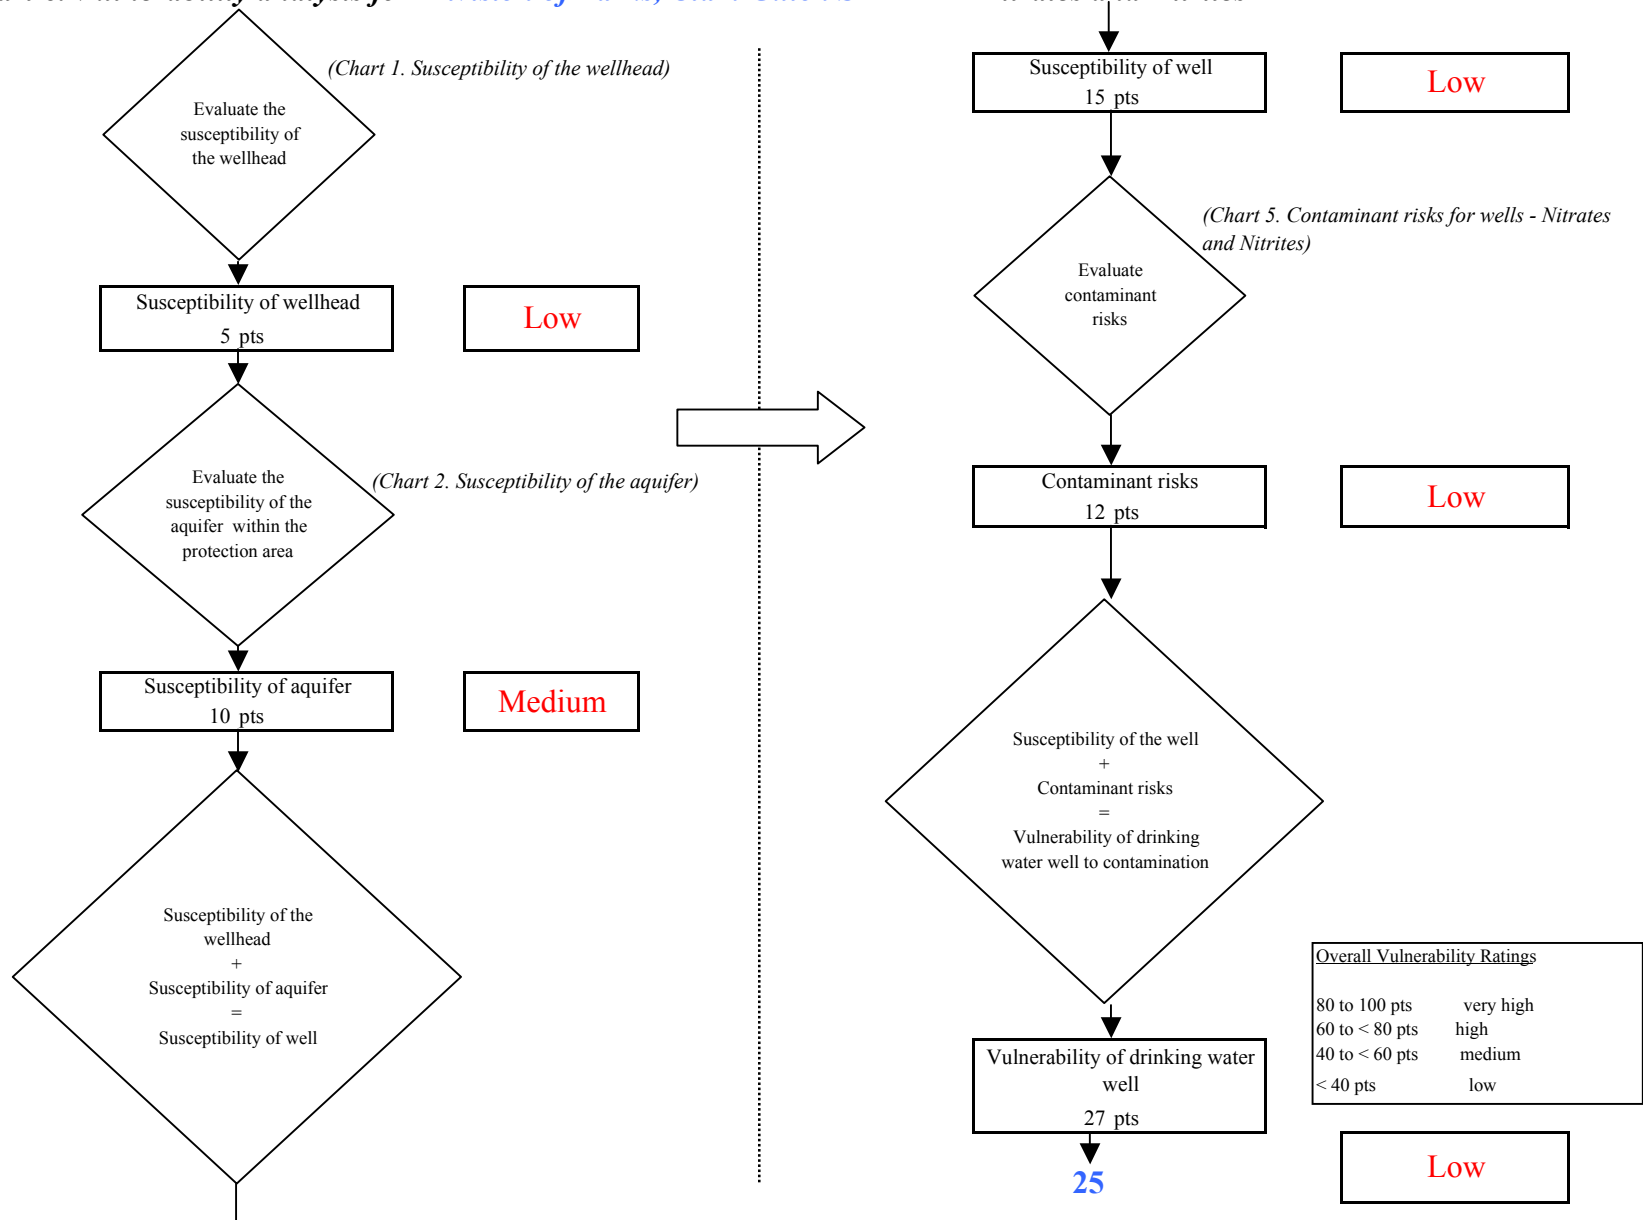 (Chart 1. Susceptibility of the wellhead)
Evaluate the
susceptibility of
the wellhead
Susceptibility of wellhead
5 pts
Low
Evaluate the
susceptibility of the
aquifer within the
protection area
(Chart 2. Susceptibility of the aquifer)
Susceptibility of aquifer
10 pts
Medium
Susceptibility of the
wellhead
+
Susceptibility of aquifer
=
Susceptibility of well
Susceptibility of well
15 pts
Low
(Chart 5. Contaminant risks for wells - Nitrates
and Nitrites)
Evaluate
contaminant
risks
Contaminant risks
12 pts
Low
Susceptibility of the well
+
Contaminant risks
=
Vulnerability of drinking
water well to contamination
Overall Vulnerability Ratings
80 to 100 pts very high
60 to < 80 pts high
40 to < 60 pts medium
< 40 pts low
Vulnerability of drinking water
well
27 pts
25
Low